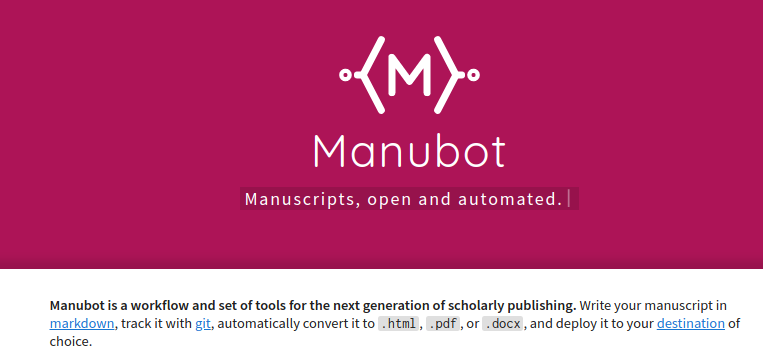 <M>
Manubot
Manuscripts, open and automated.
Manubot is a workflow and set of tools for the next generation of scholarly publishing. Write your manuscript in
markdown, track it with git, automatically convert it to .html, .pdf, or .docx, and deploy it to your destination of
choice.